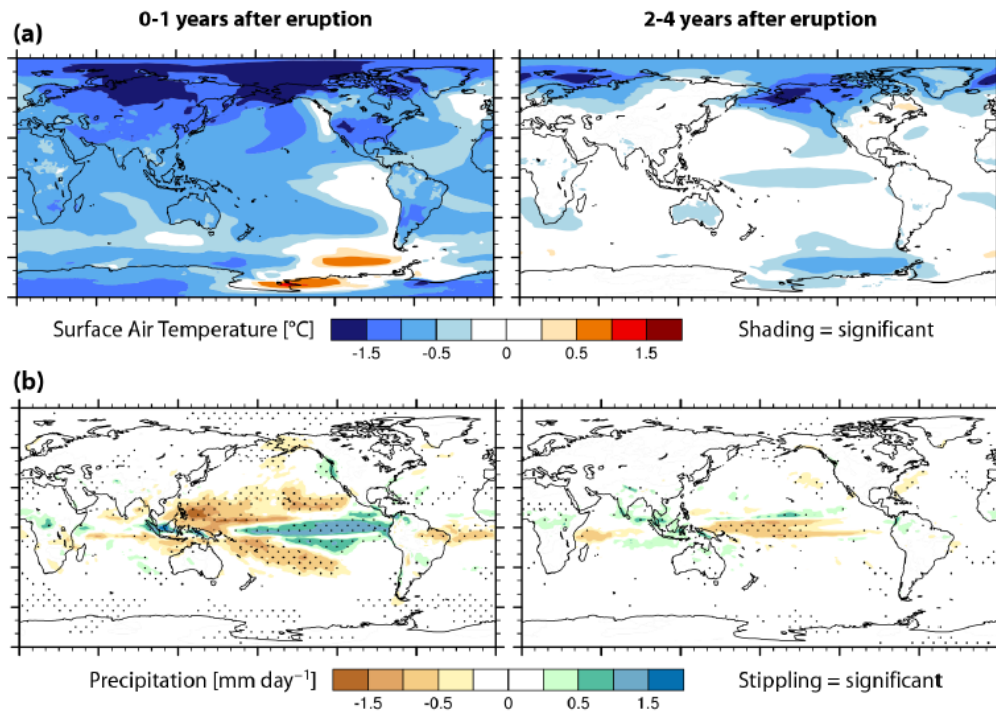 0-1 years after eruption
2-4 years after eruption
(a)
Surface Air Temperature [°C]
-1.5 -0.5 0 0.5 1.5
Shading = significant
(b)
Precipitation [mm day⁻¹]
-1.5 -0.5 0 0.5 1.5
Stippling = significant